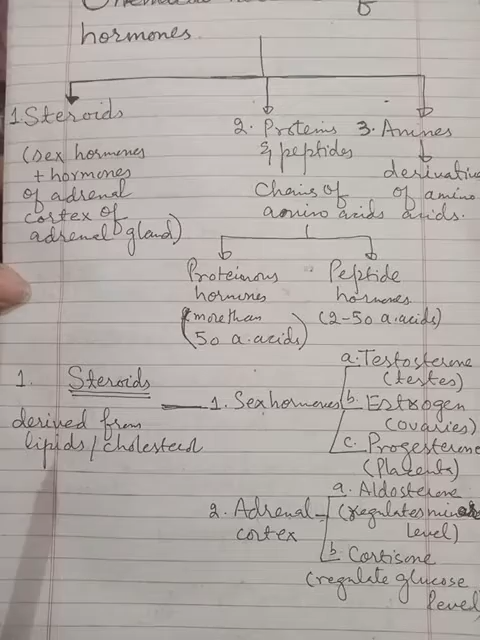 hormones.
1. Steroids
(sex hormones
+ hormones
of adrenal
cortex of
adrenal gland)
2. Proteins
& peptides
chains of
amino acids
3. Amines
derivative
of amino
acids.
Proteinous
hormones
(more than
50 a.acids)
Peptide
hormones
(2-50 a.acids)
1. Steroids
derived from
lipids/cholesterol
1. Sex hormones
a. Testosterone
(testes)
b. Estrogen
(ovaries)
c. Progesterone
(Placenta)
2. Adrenal
cortex
a. Aldosterone
(regulates
level)
b. Cortisone
(regulate glucose
level)